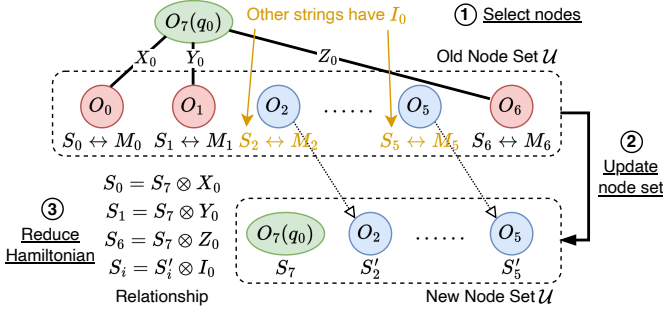 O₇(q₀)
Other strings have I₀
① Select nodes
X₀ Y₀ Z₀
Old Node Set 𝒰
O₀ O₁ O₂ ...... O₅ O₆
S₀ ↔ M₀ S₁ ↔ M₁ S₂ ↔ M₂ S₅ ↔ M₅ S₆ ↔ M₆
② Update node set
③ Reduce Hamiltonian
S₀ = S₇ ⊗ X₀
S₁ = S₇ ⊗ Y₀
S₆ = S₇ ⊗ Z₀
Sᵢ = S′ᵢ ⊗ I₀
Relationship
O₇(q₀) O₂ ...... O₅
S₇ S′₂ S′₅
New Node Set 𝒰